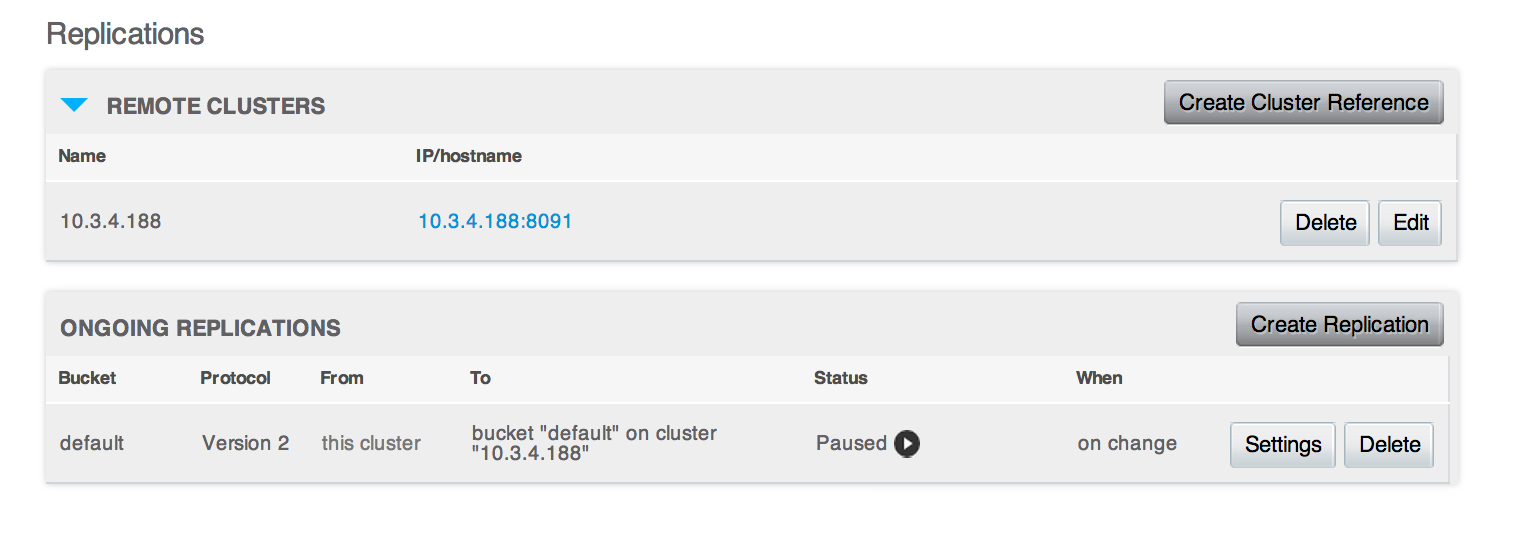 Replications
REMOTE CLUSTERS
Create Cluster Reference
Name IP/hostname
10.3.4.188 10.3.4.188:8091 Delete Edit
ONGOING REPLICATIONS
Create Replication
Bucket Protocol From To Status When
default Version 2 this cluster bucket "default" on cluster
"10.3.4.188"
Paused on change Settings Delete